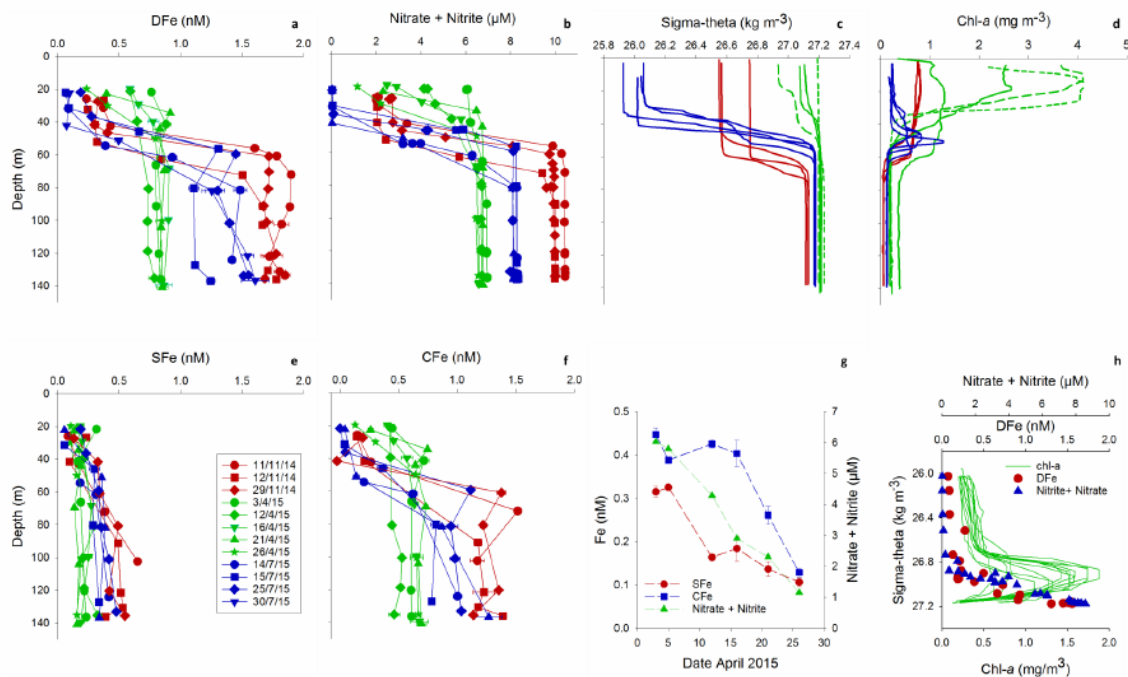 DFe (nM)
a
0.0 0.5 1.0 1.5 2.0
0
20
40
60
80
100
120
140
Depth (m)
Nitrate + Nitrite (µM)
b
0 2 4 6 8 10
Sigma-theta (kg m-3)
c
25.8 26.0 26.2 26.4 26.6 26.8 27.0 27.2 27.4
Chl-a (mg m-3)
d
0 1 2 3 4 5
SFe (nM)
e
0.0 0.5 1.0 1.5 2.0
0
20
40
60
80
100
120
140
Depth (m)
11/11/14
12/11/14
29/11/14
3/4/15
12/4/15
16/4/15
21/4/15
26/4/15
14/7/15
15/7/15
25/7/15
30/7/15
CFe (nM)
f
0.0 0.5 1.0 1.5 2.0
g
0.5
0.4
0.3
0.2
0.1
0.0
Fe (nM)
SFe
CFe
Nitrate + Nitrite
7
6
5
4
3
2
1
0
Nitrate + Nitrite (µM)
0 5 10 15 20 25 30
Date April 2015
h
Nitrate + Nitrite (µM)
0 2 4 6 8 10
DFe (nM)
0.0 0.5 1.0 1.5 2.0
26.0
26.4
26.8
27.2
Sigma-theta (kg m-3)
chl-a
DFe
Nitrite+ Nitrate
0.0 0.5 1.0 1.5 2.0
Chl-a (mg/m3)